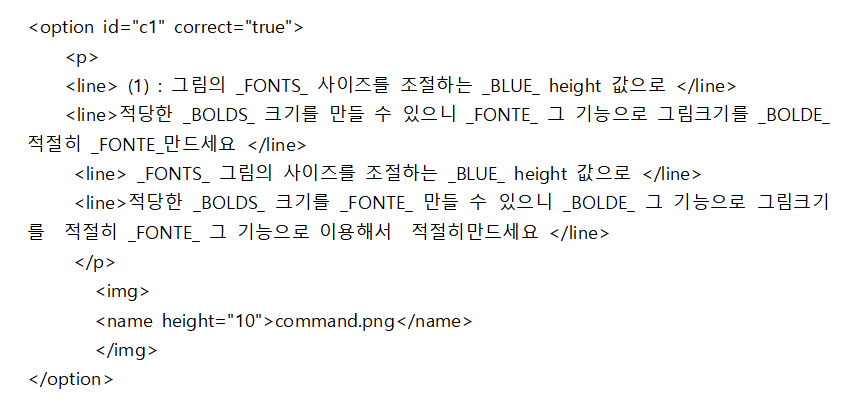 <option id="c1" correct="true">
<p>
<line> (1) : 그림의 _FONTS_ 사이즈를 조절하는 _BLUE_ height 값으로 </line>
<line>적당한 _BOLDS_ 크기를 만들 수 있으니 _FONTE_ 그 기능으로 그림크기를 _BOLDE_
적절히 _FONTE_만드세요 </line>
<line> _FONTS_ 그림의 사이즈를 조절하는 _BLUE_ height 값으로 </line>
<line>적당한 _BOLDS_ 크기를 _FONTE_ 만들 수 있으니 _BOLDE_ 그 기능으로 그림크기
를 적절히 _FONTE_ 그 기능으로 이용해서 적절히만드세요 </line>
</p>
<img>
<name height="10">command.png</name>
</img>
</option>